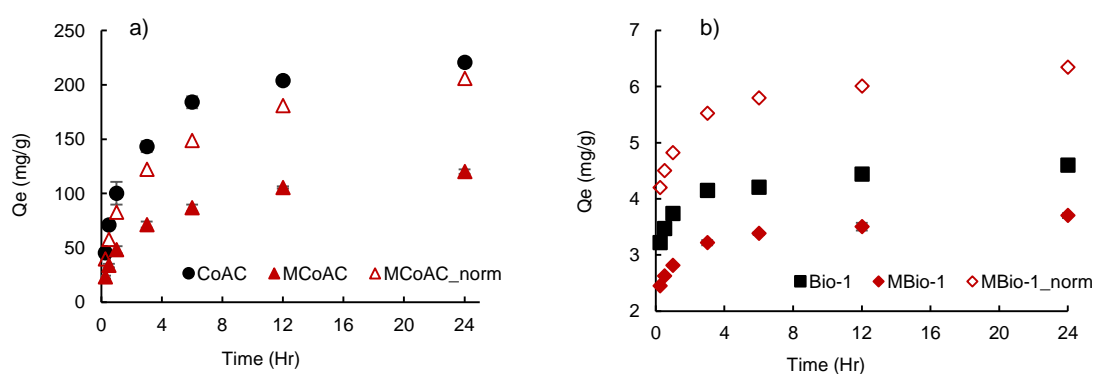 a)
250
200
150
100
50
0
Qe (mg/g)
CoAC MCoAC MCoAC_norm
0 4 8 12 16 20 24
Time (Hr)
b)
7
6
5
4
3
2
Qe (mg/g)
Bio-1 MBio-1 MBio-1_norm
0 4 8 12 16 20 24
Time (Hr)